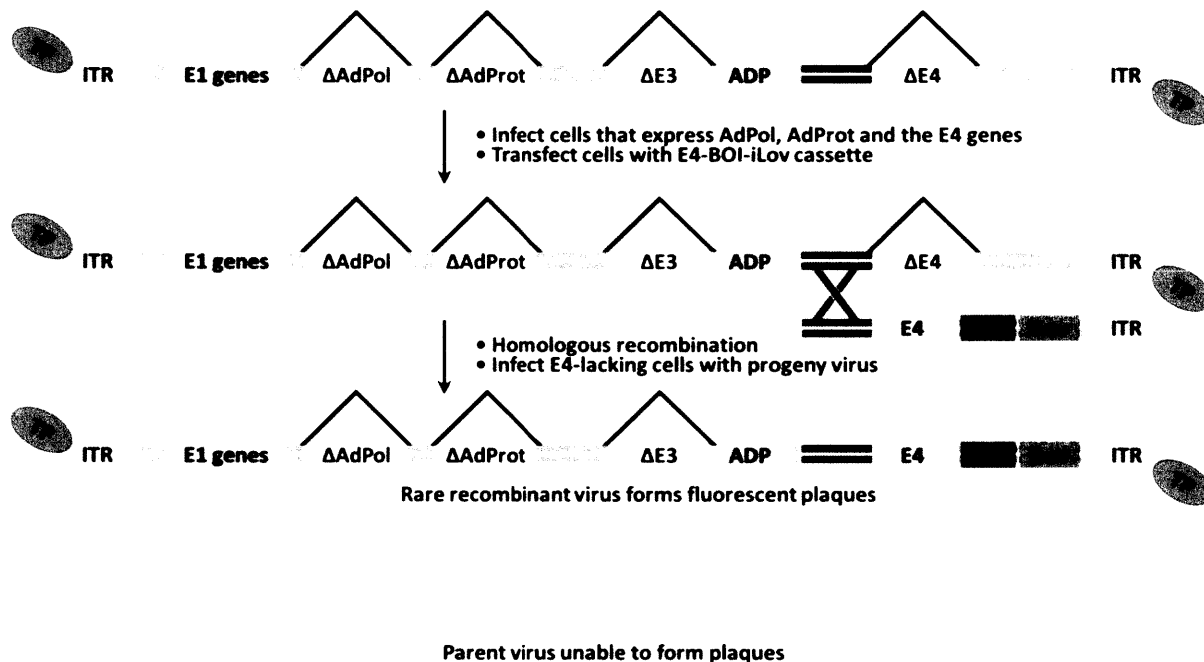 ITR E1 genes ΔAdPol ΔAdProt ΔE3 ADP ΔE4 ITR
• Infect cells that express AdPol, AdProt and the E4 genes
• Transfect cells with E4-BOI-iLov cassette
ITR E1 genes ΔAdPol ΔAdProt ΔE3 ADP ΔE4 ITR
E4 ITR
• Homologous recombination
• Infect E4-lacking cells with progeny virus
ITR E1 genes ΔAdPol ΔAdProt ΔE3 ADP E4 ITR
Rare recombinant virus forms fluorescent plaques
Parent virus unable to form plaques